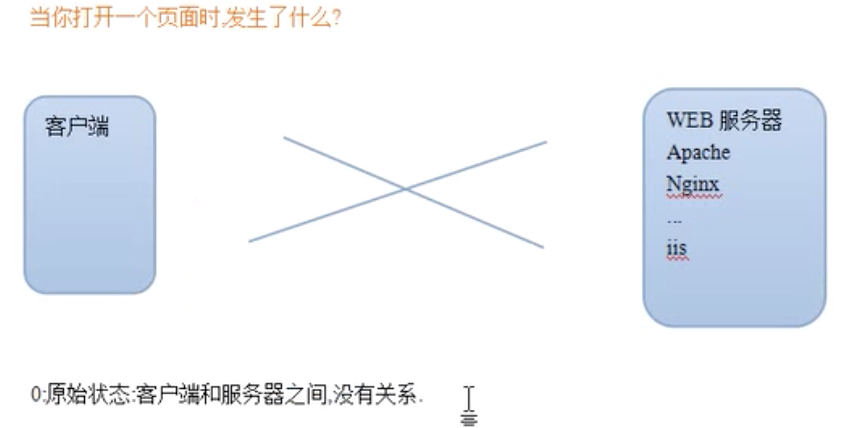 当你打开一个页面时,发生了什么?
客户端
WEB 服务器
Apache
Nginx
...
iis
0:原始状态:客户端和服务器之间,没有关系.